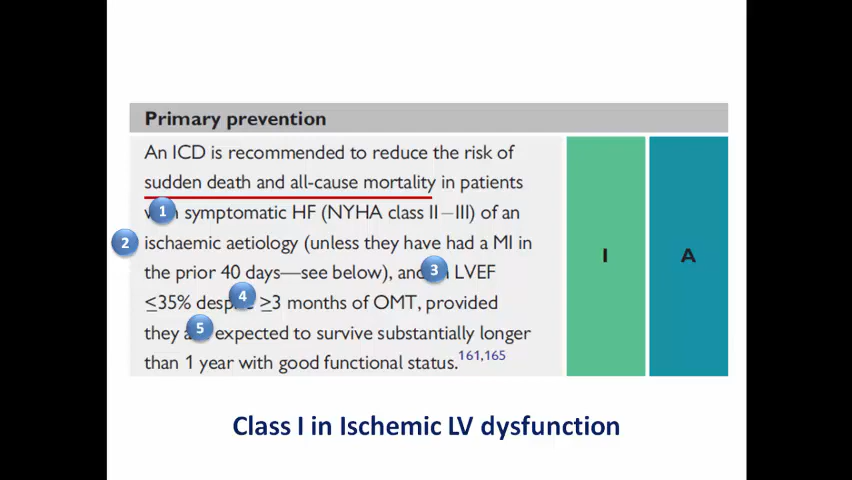 Primary prevention
An ICD is recommended to reduce the risk of
sudden death and all-cause mortality in patients
1 symptomatic HF (NYHA class II–III) of an
2 ischaemic aetiology (unless they have had a MI in
the prior 40 days—see below), and 3 LVEF
≤35% despite 4 ≥3 months of OMT, provided
they 5 expected to survive substantially longer
than 1 year with good functional status.161,165
I
A
Class I in Ischemic LV dysfunction